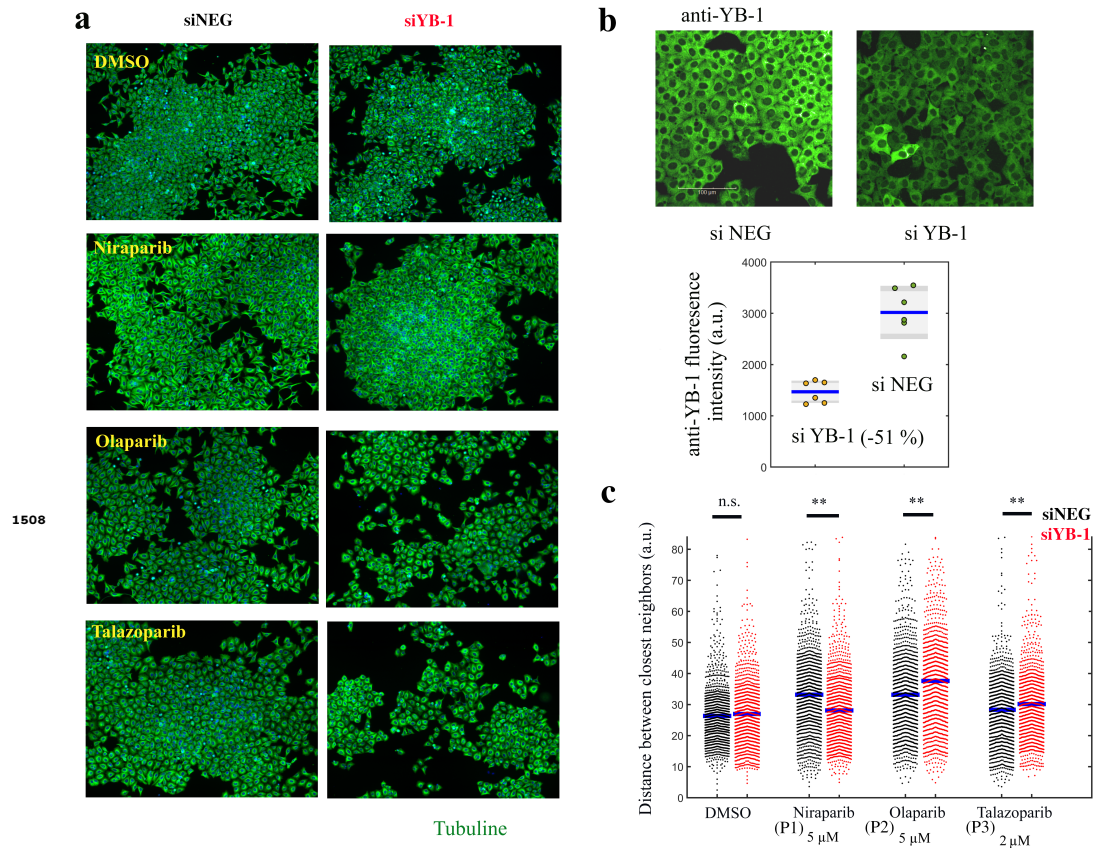 a
siNEG
siYB-1
DMSO
Niraparib
Olaparib
Talazoparib
1508
Tubuline
b
anti-YB-1
100 µm
si NEG
si YB-1
anti-YB-1 fluoresence
intensity (a.u.)
4000
3000
2000
1000
0
si NEG
si YB-1 (-51 %)
c
n.s.
**
**
**
siNEG
siYB-1
Distance between closest neighbors (a.u.)
80
70
60
50
40
30
20
10
0
DMSO
Niraparib
(P1) 5 µM
Olaparib
(P2) 5 µM
Talazoparib
(P3) 2 µM